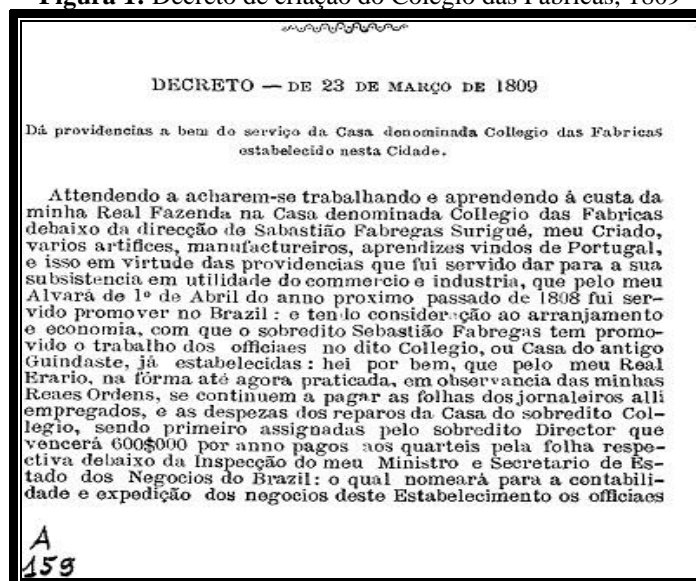 Figura 1. Decreto de criação do Colégio das Fábricas, 1809
DECRETO — DE 23 DE MARÇO DE 1809
Dá providencias a bem do serviço da Casa denominada Collegio das Fabricas
estabelecido nesta Cidade.
Attendendo a acharem-se trabalhando e aprendendo á custa da
minha Real Fazenda na Casa denominada Collegio das Fabricas
debaixo da direcção de Sabastião Fabregas Surigué, meu Criado,
varios artifices, manufactureiros, aprendizes vindos de Portugal,
e isso em virtude das providencias que fui servido dar para a sua
subsistencia em utilidade do commercio e industria, que pelo meu
Alvará de 1º de Abril do anno proximo passado de 1808 fui ser-
vido promover no Brazil : e tendo consideração ao arranjamento
e economia, com que o sobredito Sebastião Fabregas tem promo-
vido o trabalho dos officiaes no dito Collegio, ou Casa do antigo
Guindaste, já estabelecidas : hei por bem, que pelo meu Real
Erario, na fórma até agora praticada, em observancia das minhas
Reaes Ordens, se continuem a pagar as folhas dos jornaleiros alli
empregados, e as despezas dos reparos da Casa do sobredito Col-
legio, sendo primeiro assignadas pelo sobredito Director que
vencerá 600$000 por anno pagos aos quarteis pela folha respe-
ctiva debaixo da Inspecção do meu Ministro e Secretario de Es-
tado dos Negocios do Brazil : o qual nomeará para a contabili-
dade e expedição dos negocios deste Estabelecimento os officiaes
A
159